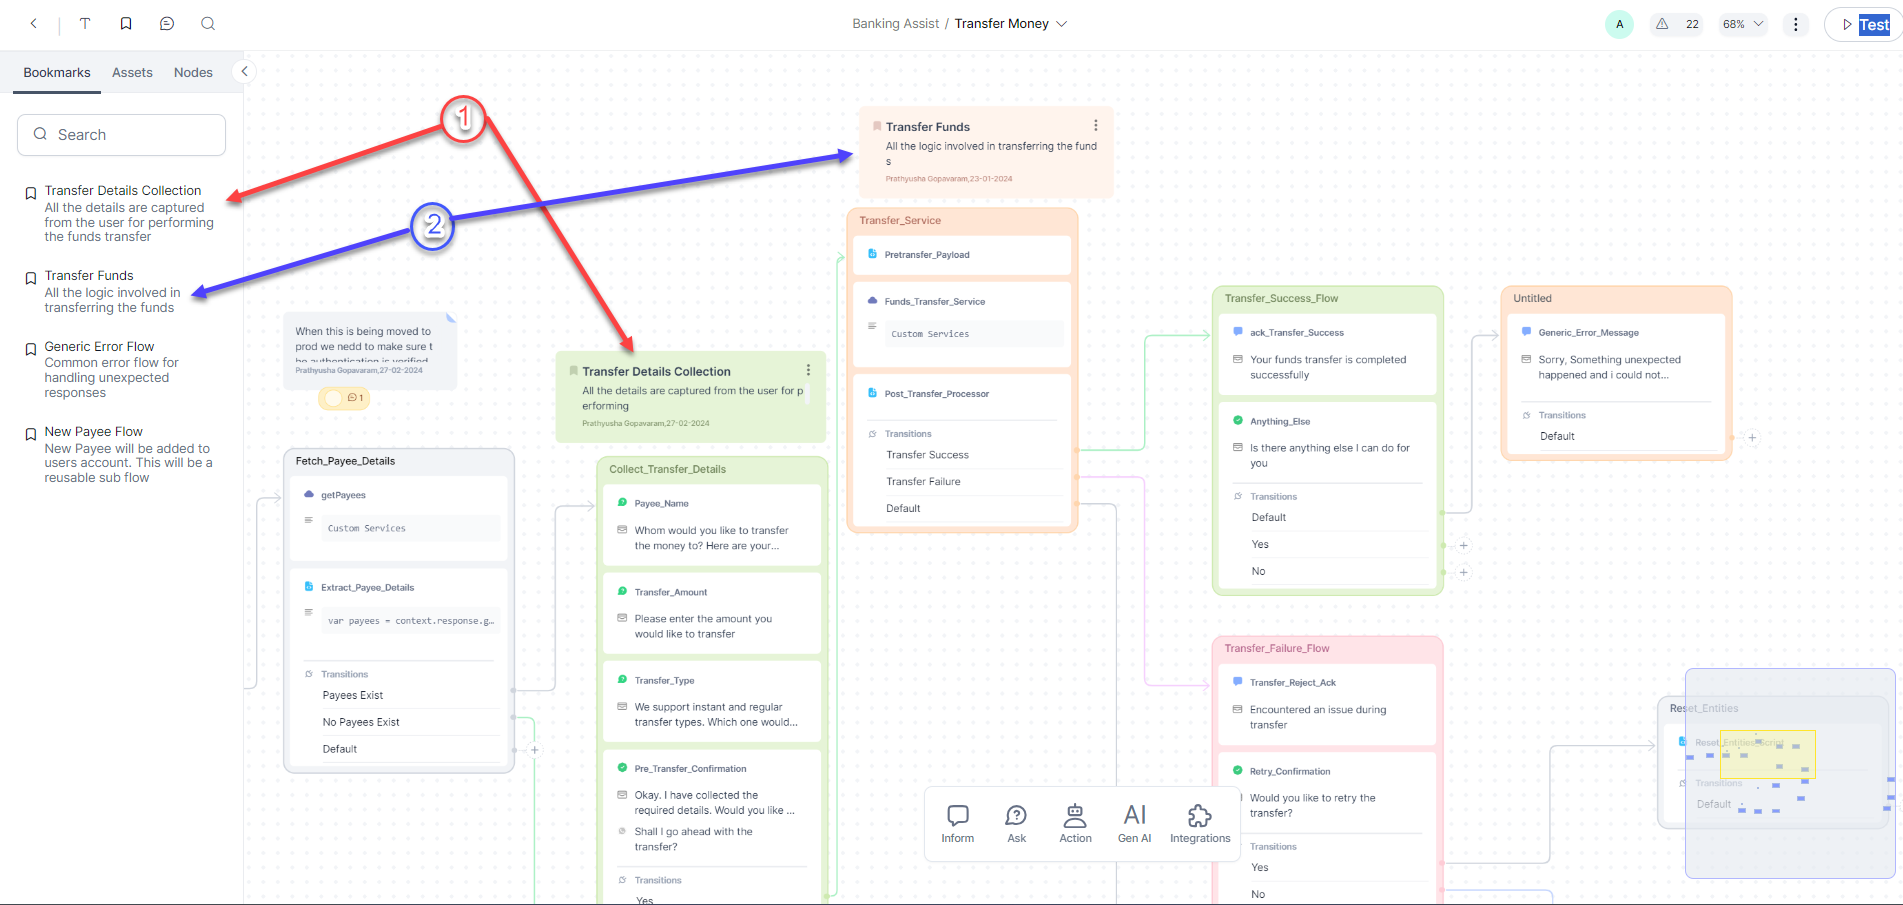 Banking Assist / Transfer Money
A
22
68%
Test
Bookmarks
Assets
Nodes
Search
Transfer Details Collection
All the details are captured
from the user for performing
the funds transfer
Transfer Funds
All the logic involved in
transferring the funds
Generic Error Flow
Common error flow for
handling unexpected
responses
New Payee Flow
New Payee will be added to
users account. This will be a
reusable sub flow
1
2
When this is being moved to
prod we nedd to make sure t
he authentication is verified
Prathyusha Gopavaram,27-02-2024
1
Fetch_Payee_Details
getPayees
Custom Services
Extract_Payee_Details
var payees = context.response.g…
Transitions
Payees Exist
No Payees Exist
Default
Transfer Details Collection
All the details are captured from the user for p
erforming
Prathyusha Gopavaram,27-02-2024
Collect_Transfer_Details
Payee_Name
Whom would you like to transfer
the money to? Here are your...
Transfer_Amount
Please enter the amount you
would like to transfer
Transfer_Type
We support instant and regular
transfer types. Which one would...
Pre_Transfer_Confirmation
Okay. I have collected the
required details. Would you like ...
Shall I go ahead with the
transfer?
Transitions
Yes
Transfer Funds
All the logic involved in transferring the fund
s
Prathyusha Gopavaram,23-01-2024
Transfer_Service
Pretransfer_Payload
Funds_Transfer_Service
Custom Services
Post_Transfer_Processor
Transitions
Transfer Success
Transfer Failure
Default
Transfer_Success_Flow
ack_Transfer_Success
Your funds transfer is completed
successfully
Anything_Else
Is there anything else I can do for
you
Transitions
Default
Yes
No
Untitled
Generic_Error_Message
Sorry, Something unexpected
happened and i could not...
Transitions
Default
Transfer_Failure_Flow
Transfer_Reject_Ack
Encountered an issue during
transfer
Retry_Confirmation
Would you like to retry the
transfer?
Transitions
Yes
No
Reset_Entities
Reset_Entities_Script
Transitions
Default
Inform
Ask
Action
AI
Gen AI
Integrations